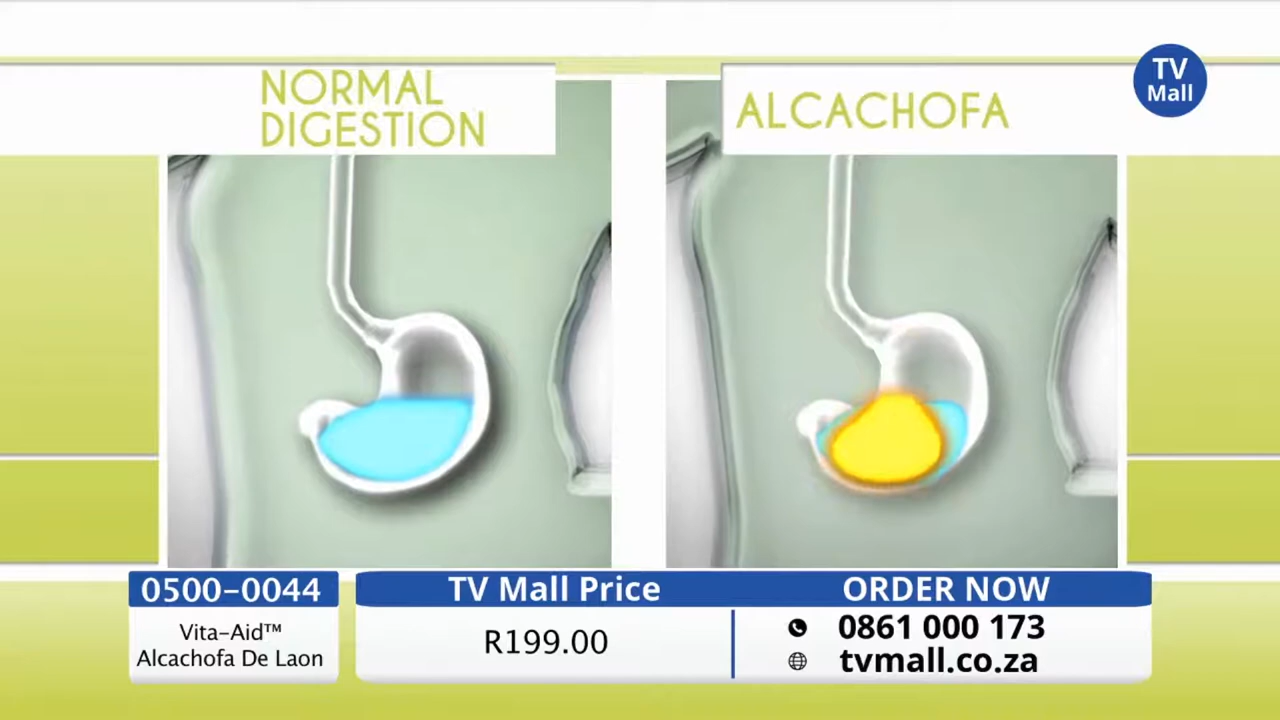 NORMAL
DIGESTION
ALCACHOFA
TV
Mall
0500-0044
Vita-Aid™
Alcachofa De Laon
TV Mall Price
R199.00
ORDER NOW
0861 000 173
tvmall.co.za